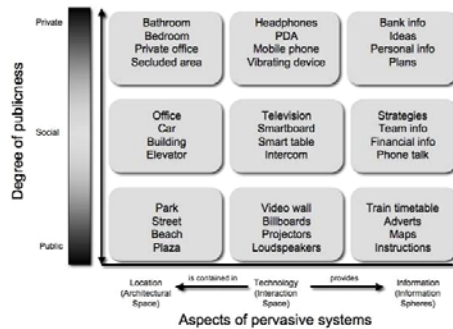 Degree of publicness
Private
Social
Public
Bathroom
Bedroom
Private office
Secluded area
Headphones
PDA
Mobile phone
Vibrating device
Bank info
Ideas
Personal info
Plans
Office
Car
Building
Elevator
Television
Smartboard
Smart table
Intercom
Strategies
Team info
Financial info
Phone talk
Park
Street
Beach
Plaza
Video wall
Billboards
Projectors
Loudspeakers
Train timetable
Adverts
Maps
Instructions
Location
(Architectural
Space)
is contained in
Technology
(Interaction
Space)
provides
Information
(Information
Spheres)
Aspects of pervasive systems